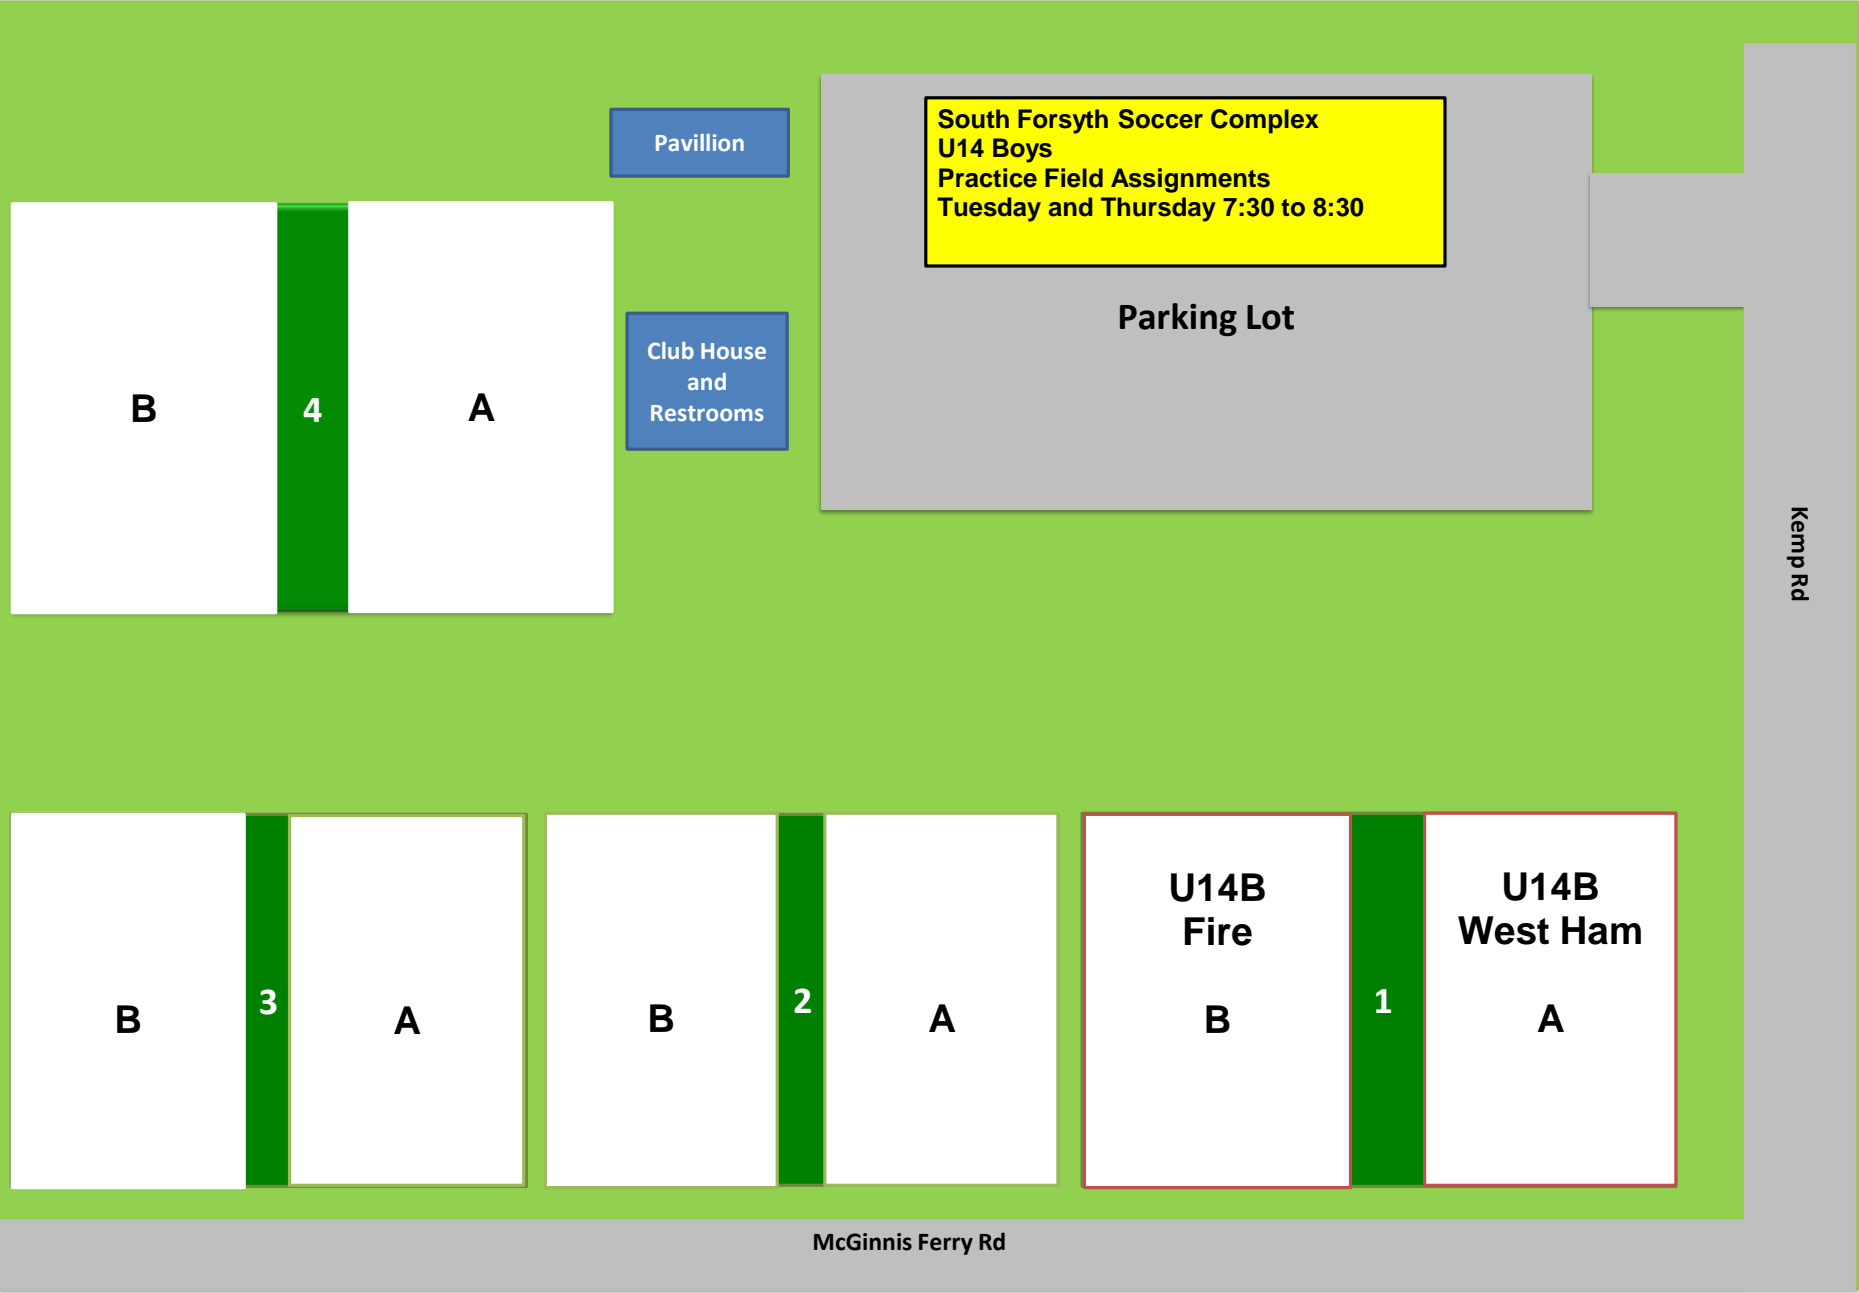 Pavillion
South Forsyth Soccer Complex
U14 Boys
Practice Field Assignments
Tuesday and Thursday 7:30 to 8:30
Parking Lot
Club House
and
Restrooms
B
4
A
Kemp Rd
B
3
A
B
2
A
U14B
Fire
B
1
U14B
West Ham
A
McGinnis Ferry Rd